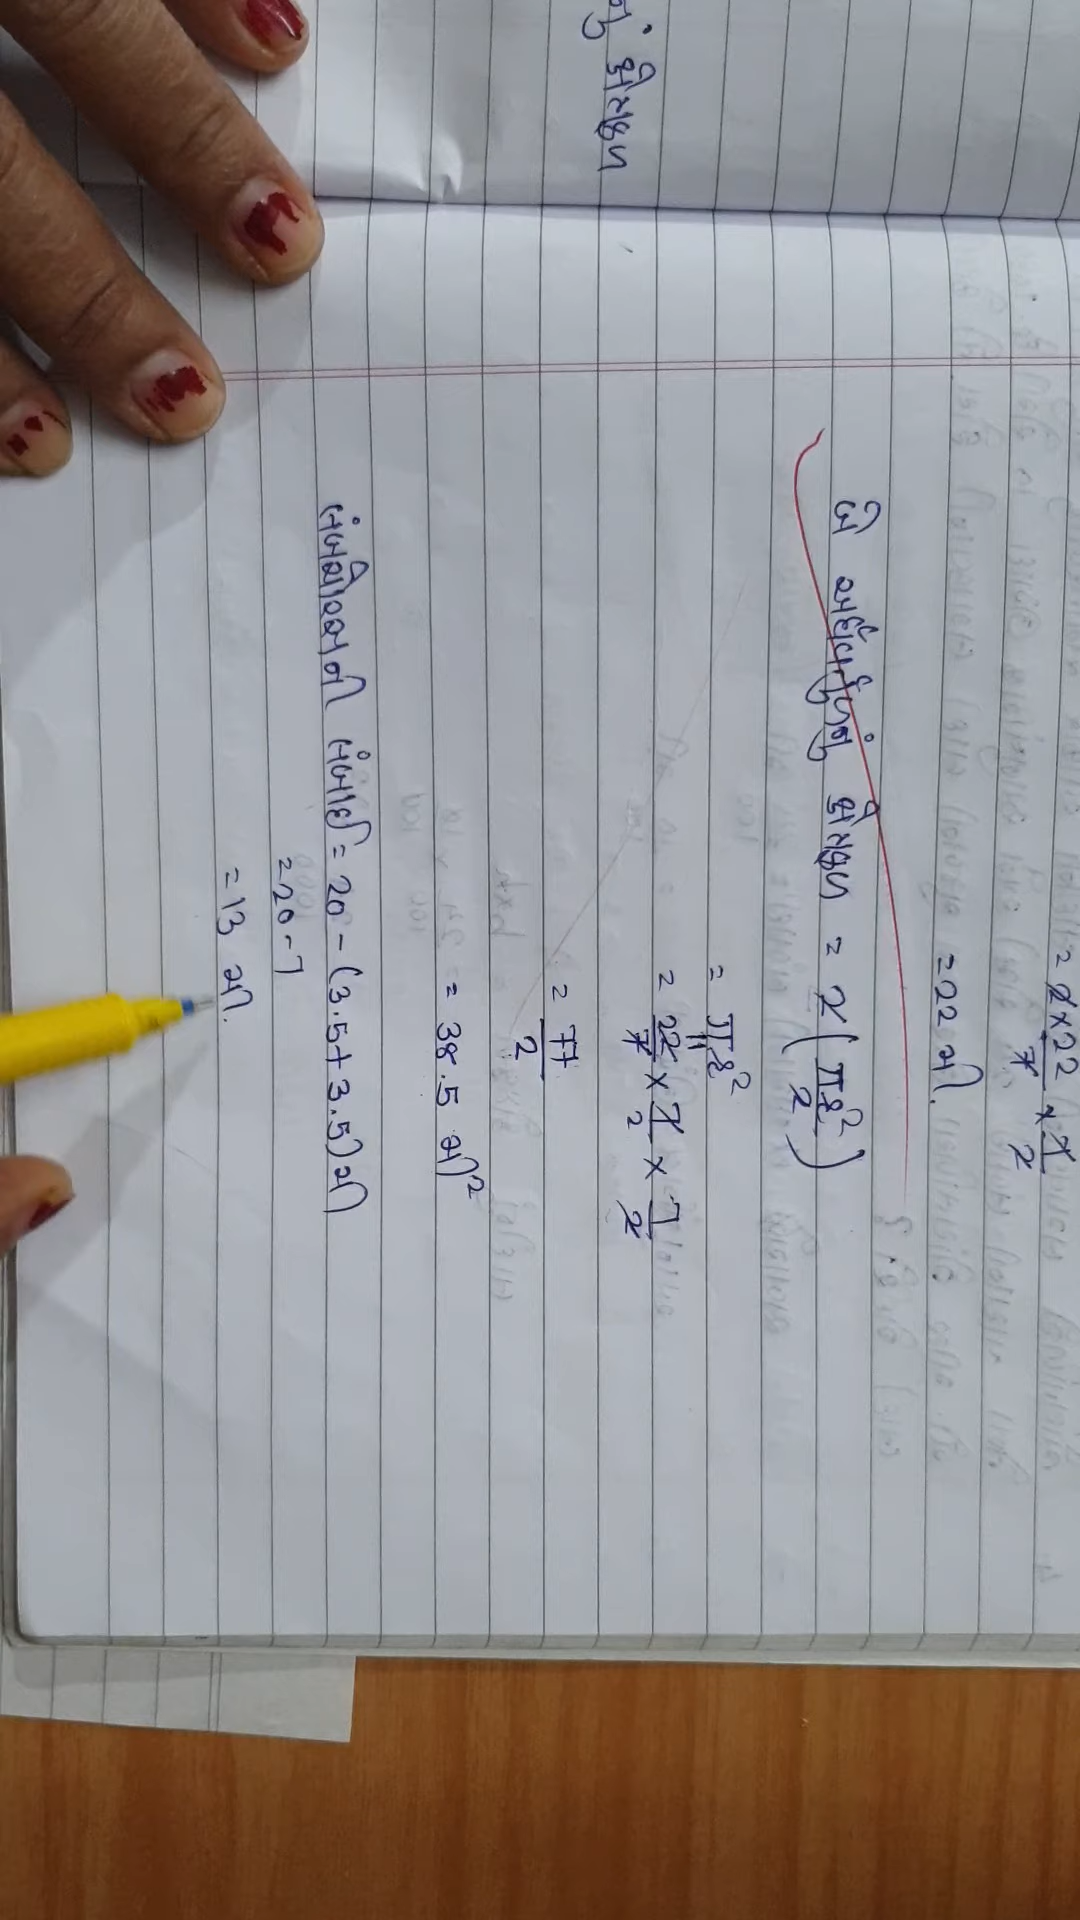 નું ક્ષેત્રફળ
= 2 × 22/7 × 7/2
= 22 મી.
બે અર્ધવર્તુળનું ક્ષેત્રફળ = 2 (πr²/2)
= πr²
= 22/7 × 7/2 × 7/2
11
= 77/2
= 38.5 મી²
લંબચોરસની લંબાઈ = 20 - (3.5 + 3.5) મી
= 20 - 7
= 13 મી.